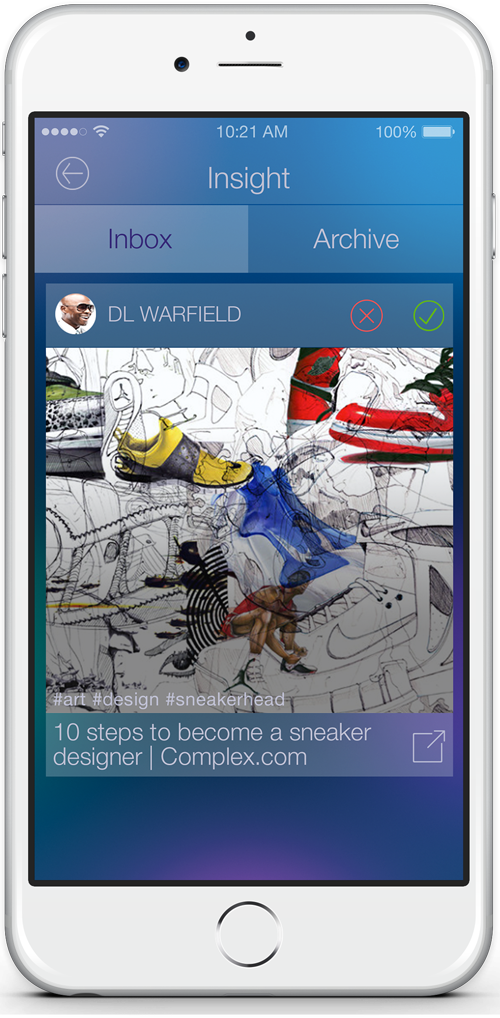 10:21 AM 100%
Insight
Inbox Archive
DL WARFIELD
#art #design #sneakerhead
10 steps to become a sneaker
designer | Complex.com